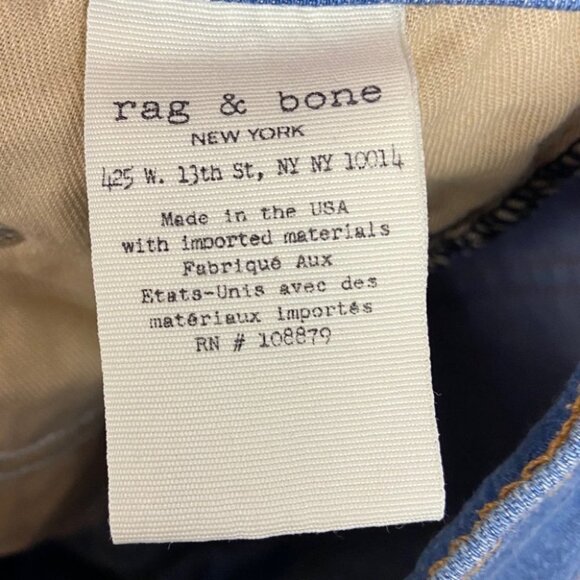 rag & bone
NEW YORK
425 W. 13th St, NY NY 10014
Made in the USA
with imported materials
Fabriqué Aux
Etats-Unis avec des
matériaux importés
RN # 108879